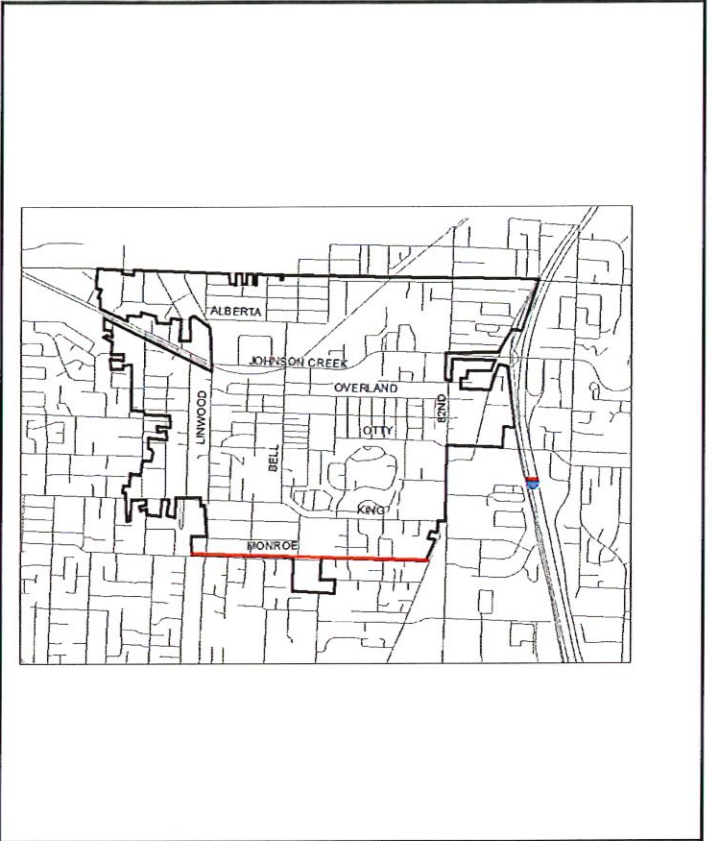 ALBERTA
JOHNSON CREEK
OVERLAND
LINWOOD
82ND
OTTY
BELL
KING
MONROE